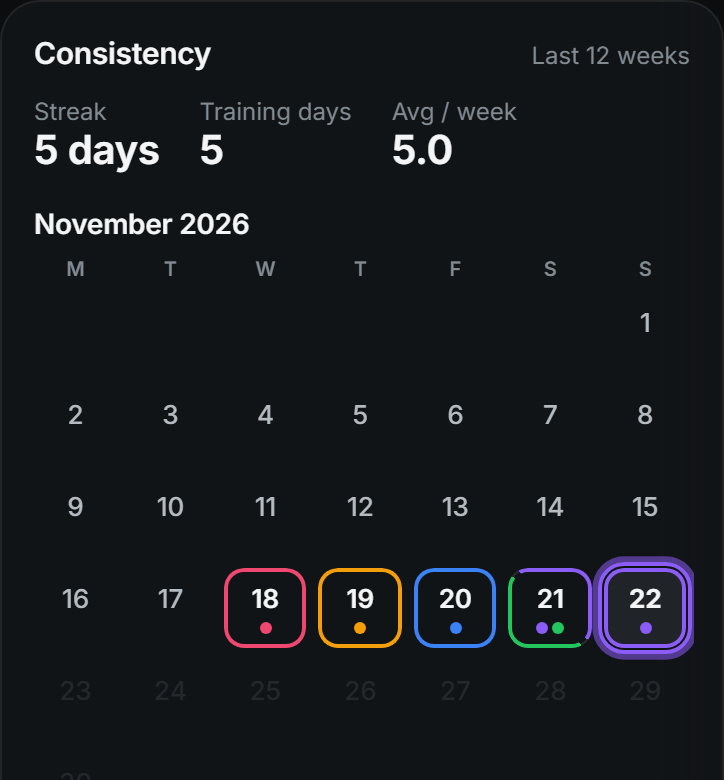 Consistency Last 12 weeks
Streak Training days Avg / week
5 days 5 5.0
November 2026
M T W T F S S
1
2 3 4 5 6 7 8
9 10 11 12 13 14 15
16 17 18 19 20 21 22
23 24 25 26 27 28 29